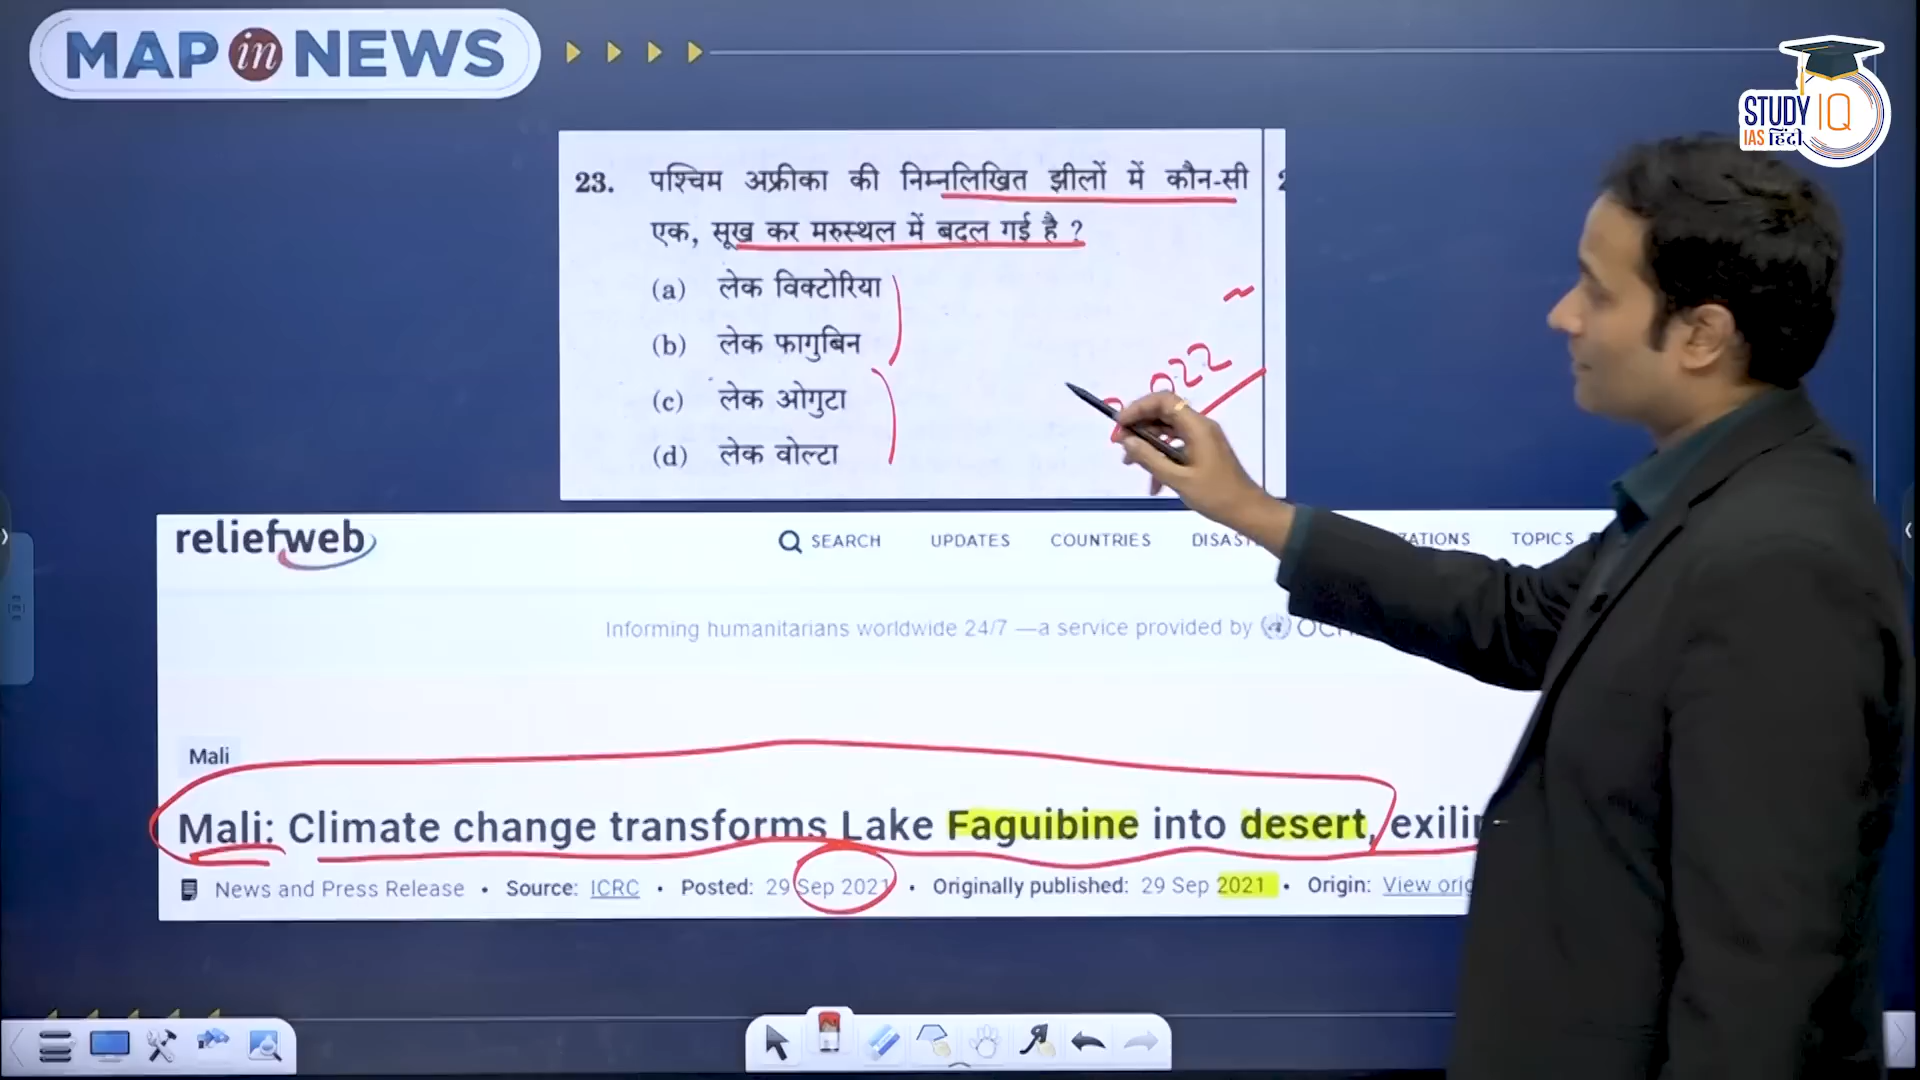 MAP in NEWS
STUDY IQ
IAS हिंदी
23. पश्चिम अफ्रीका की निम्नलिखित झीलों में कौन-सी
एक, सूख कर मरुस्थल में बदल गई है ?
(a) लेक विक्टोरिया
(b) लेक फागुबिन
(c) लेक ओगुटा
(d) लेक वोल्टा
2022
reliefweb
SEARCH UPDATES COUNTRIES TOPICS
Informing humanitarians worldwide 24/7 —a service provided by
Mali
Mali: Climate change transforms Lake Faguibine into desert,
News and Press Release • Source: ICRC • Posted: 29 Sep 2021 • Originally published: 29 Sep 2021 • Origin: View